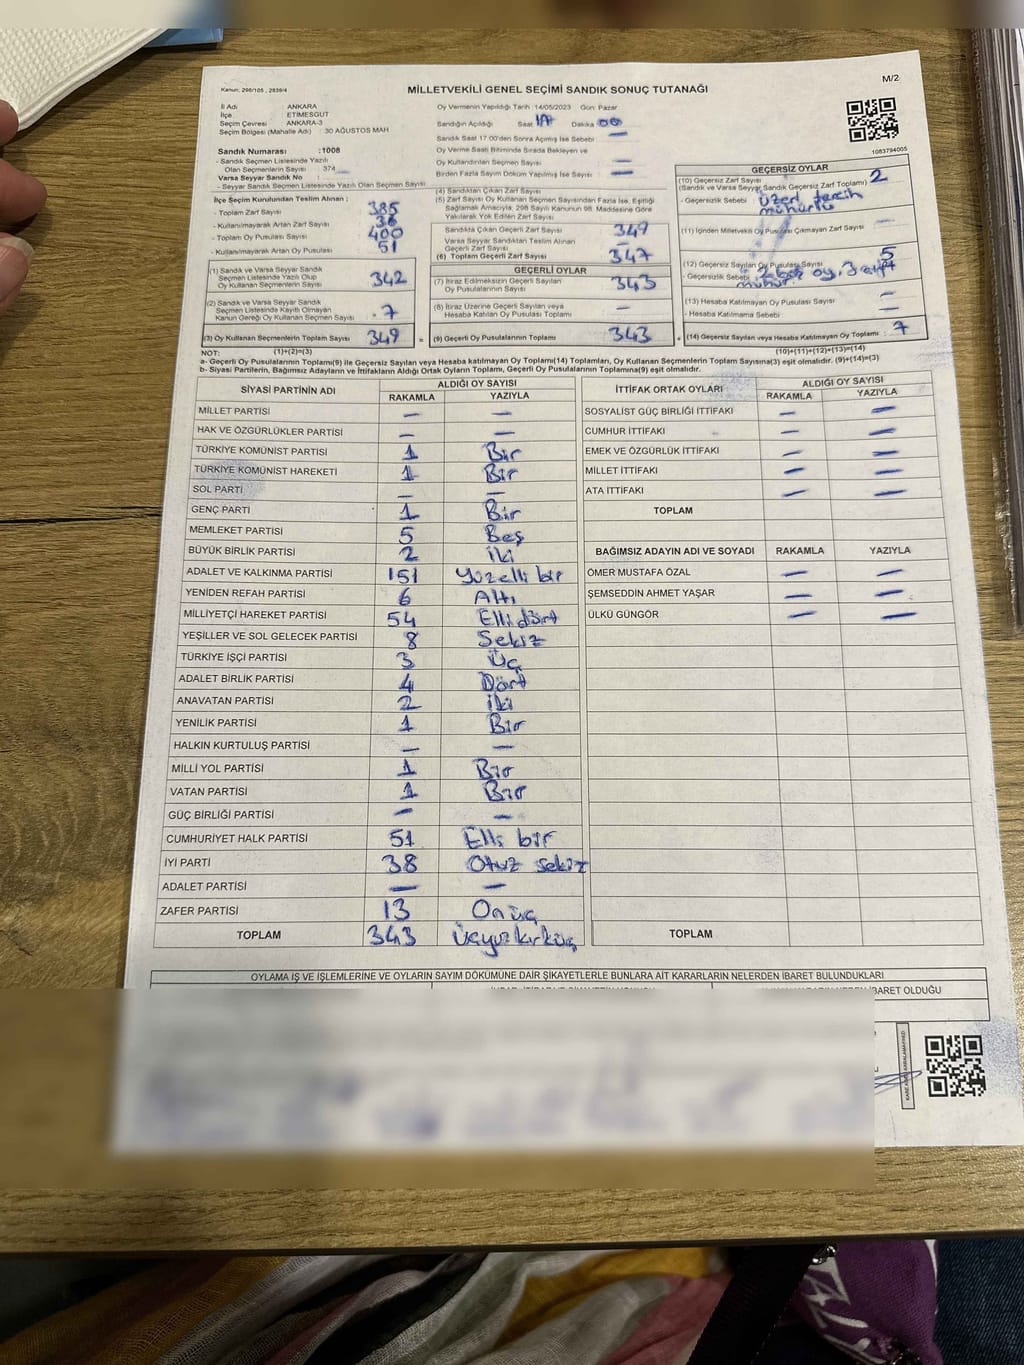 Kanun: 298/105 , 2839/4
MİLLETVEKİLİ GENEL SEÇİMİ SANDIK SONUÇ TUTANAĞI
M/2
İl Adı : ANKARA
İlçe : ETİMESGUT
Seçim Çevresi : ANKARA-3
Seçim Bölgesi (Mahalle Adı) : 30 AĞUSTOS MAH
Oy Vermenin Yapıldığı Tarih : 14/05/2023 Gün: Pazar
Sandığın Açıldığı Saat 17 Dakika 00
Sandık Saat 17:00'den Sonra Açılmış İse Sebebi —
Oy Verme Saati Bitiminde Sırada Bekleyen ve
Oy Kullandırılan Seçmen Sayısı —
Birden Fazla Sayım Döküm Yapılmış İse Sayısı —
1083794005
Sandık Numarası : 1008
- Sandık Seçmen Listesinde Yazılı
Olan Seçmenlerin Sayısı : 374
Varsa Seyyar Sandık No :
- Seyyar Sandık Seçmen Listesinde Yazılı Olan Seçmen Sayısı
İlçe Seçim Kurulundan Teslim Alınan :
- Toplam Zarf Sayısı : 385
- Kullanılmayarak Artan Zarf Sayısı : 36
- Toplam Oy Pusulası Sayısı : 400
- Kullanılmayarak Artan Oy Pusulası : 51
(1) Sandık ve Varsa Seyyar Sandık
Seçmen Listesinde Yazılı Olup
Oy Kullanan Seçmenlerin Sayısı 342
(2) Sandık ve Varsa Seyyar Sandık
Seçmen Listesinde Kayıtlı Olmayan
Kanun Gereği Oy Kullanan Seçmen Sayısı 7
(3) Oy Kullanan Seçmenlerin Toplam Sayısı 349
(4) Sandıktan Çıkan Zarf Sayısı
(5) Zarf Sayısı Oy Kullanan Seçmen Sayısından Fazla İse, Eşitliği
Sağlamak Amacıyla, 298 Sayılı Kanunun 98. Maddesine Göre
Yakılarak Yok Edilen Zarf Sayısı
Sandıkta Çıkan Geçerli Zarf Sayısı 349
Varsa Seyyar Sandıktan Teslim Alınan
Geçerli Zarf Sayısı —
(6) Toplam Geçerli Zarf Sayısı 347
GEÇERLİ OYLAR
(7) İtiraz Edilmeksizin Geçerli Sayılan
Oy Pusulalarının Sayısı 343
(8) İtiraz Üzerine Geçerli Sayılan veya
Hesaba Katılan Oy Pusulası Toplamı —
= (9) Geçerli Oy Pusulalarının Toplamı 343
GEÇERSİZ OYLAR
(10) Geçersiz Zarf Sayısı 2
(Sandık ve Varsa Seyyar Sandık Geçersiz Zarf Toplamı)
- Geçersizlik Sebebi : üzeri tercih
mühürlü
(11) İçinden Milletvekili Oy Pusulası Çıkmayan Zarf Sayısı —
(12) Geçersiz Sayılan Oy Pusulası Sayısı 5
- Geçersizlik Sebebi : 2 boş oy, 3
mühür
(13) Hesaba Katılmayan Oy Pusulası Sayısı —
- Hesaba Katılmama Sebebi : —
+ (14) Geçersiz Sayılan veya Hesaba Katılmayan Oy Toplamı : 7
NOT: (1)+(2)=(3) (10)+(11)+(12)+(13)=(14)
a- Geçerli Oy Pusulalarının Toplamı(9) ile Geçersiz Sayılan veya Hesaba katılmayan Oy Toplamı(14) Toplamları, Oy Kullanan Seçmenlerin Toplam Sayısına(3) eşit olmalıdır. (9)+(14)=(3)
b- Siyasi Partilerin, Bağımsız Adayların ve İttifakların Aldığı Ortak Oyların Toplamı, Geçerli Oy Pusulalarının Toplamına(9) eşit olmalıdır.
SİYASİ PARTİNİN ADI ALDIĞI OY SAYISI
RAKAMLA YAZIYLA
MİLLET PARTİSİ — —
HAK VE ÖZGÜRLÜKLER PARTİSİ — —
TÜRKİYE KOMÜNİST PARTİSİ 1 Bir
TÜRKİYE KOMÜNİST HAREKETİ 1 Bir
SOL PARTİ — —
GENÇ PARTİ 1 Bir
MEMLEKET PARTİSİ 5 Beş
BÜYÜK BİRLİK PARTİSİ 2 iki
ADALET VE KALKINMA PARTİSİ 151 Yüzelli bir
YENİDEN REFAH PARTİSİ 6 Altı
MİLLİYETÇİ HAREKET PARTİSİ 54 Ellidört
YEŞİLLER VE SOL GELECEK PARTİSİ 8 Sekiz
TÜRKİYE İŞÇİ PARTİSİ 3 Üç
ADALET BİRLİK PARTİSİ 4 Dört
ANAVATAN PARTİSİ 2 iki
YENİLİK PARTİSİ 1 Bir
HALKIN KURTULUŞ PARTİSİ — —
MİLLİ YOL PARTİSİ 1 Bir
VATAN PARTİSİ 1 Bir
GÜÇ BİRLİĞİ PARTİSİ — —
CUMHURİYET HALK PARTİSİ 51 Elli bir
İYİ PARTİ 38 Otuz sekiz
ADALET PARTİSİ — —
ZAFER PARTİSİ 13 Onüç
TOPLAM 343 Üçyüzkırküç
İTTİFAK ORTAK OYLARI ALDIĞI OY SAYISI
RAKAMLA YAZIYLA
SOSYALİST GÜÇ BİRLİĞİ İTTİFAKI — —
CUMHUR İTTİFAKI — —
EMEK VE ÖZGÜRLÜK İTTİFAKI — —
MİLLET İTTİFAKI — —
ATA İTTİFAKI — —
TOPLAM
BAĞIMSIZ ADAYIN ADI VE SOYADI RAKAMLA YAZIYLA
ÖMER MUSTAFA ÖZAL — —
ŞEMSEDDİN AHMET YAŞAR — —
ÜLKÜ GÜNGÖR — —
TOPLAM
OYLAMA İŞ VE İŞLEMLERİNE VE OYLARIN SAYIM DÖKÜMÜNE DAİR ŞİKAYETLERLE BUNLARA AİT KARARLARIN NELERDEN İBARET BULUNDUKLARI
İBARET OLDUĞU